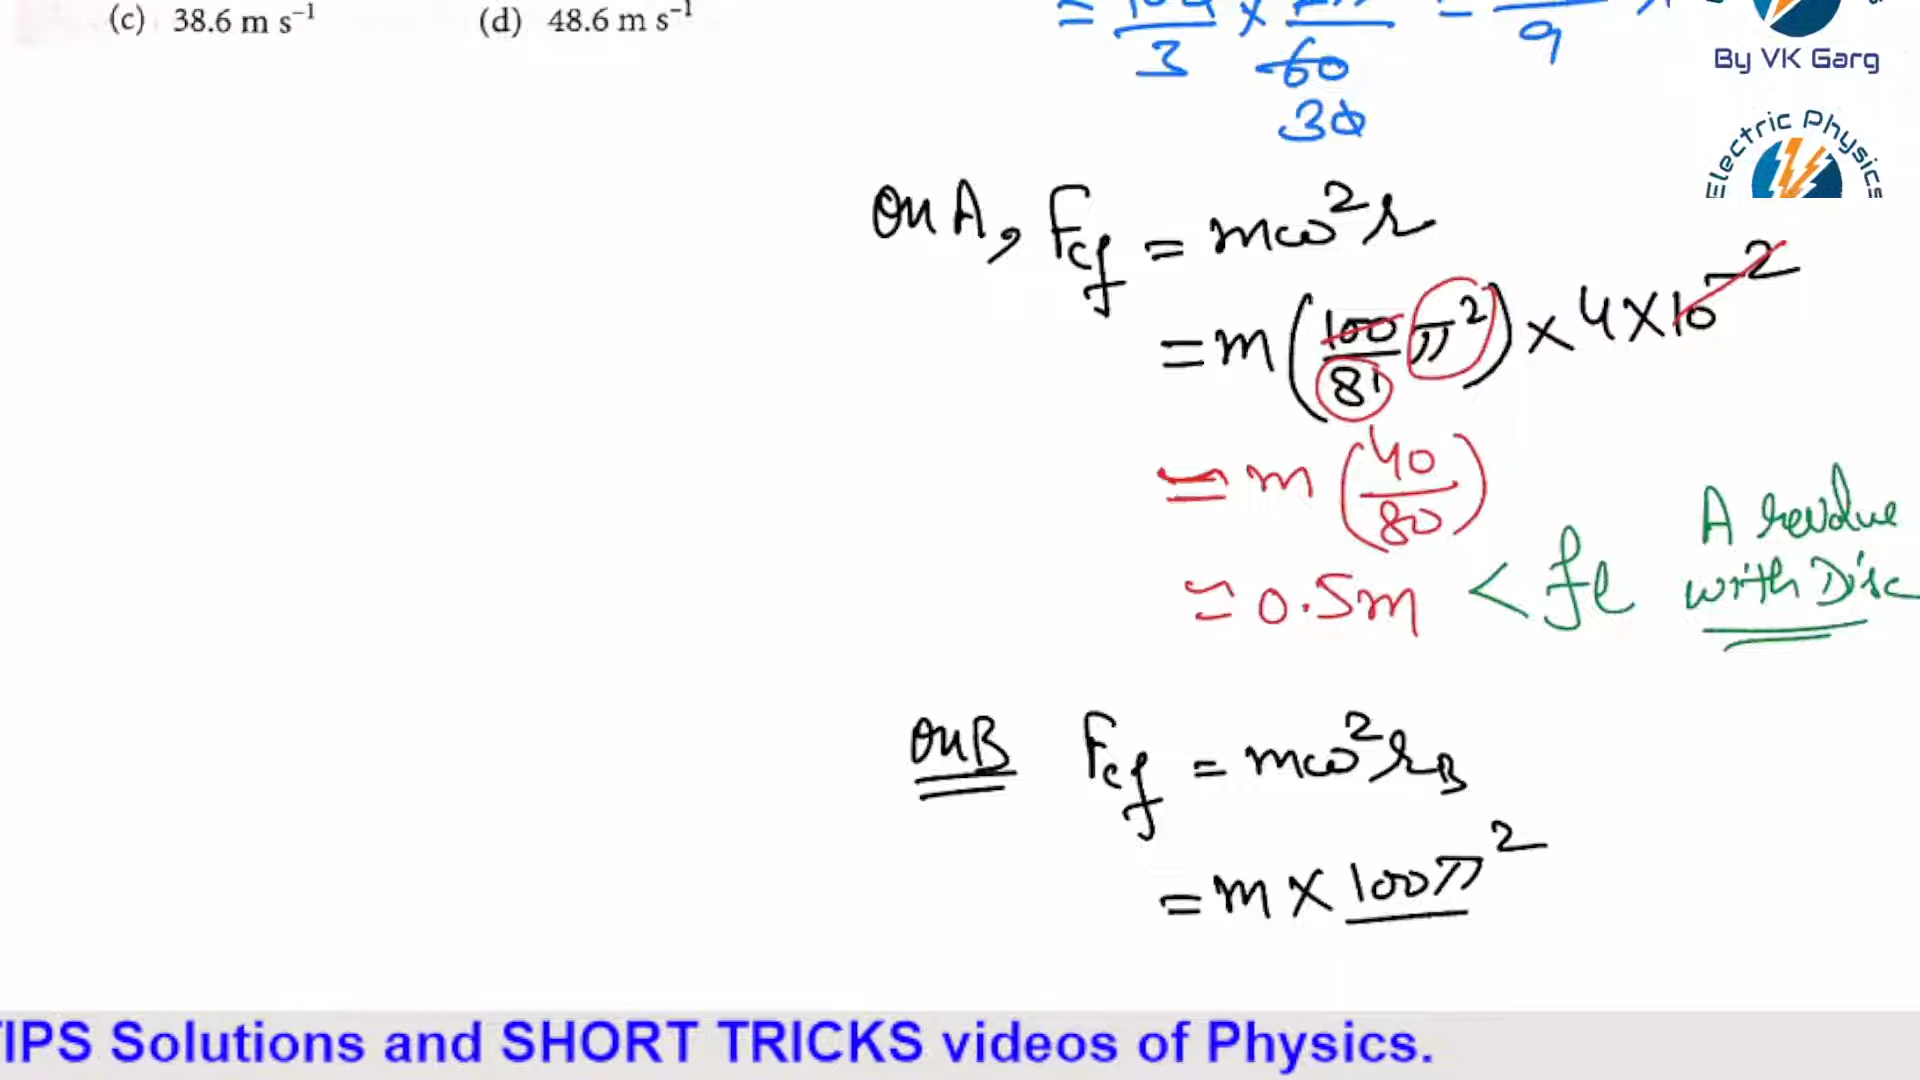 (c) 38.6 m s⁻¹ (d) 48.6 m s⁻¹
3 × 60 = 9
30
By VK Garg
Electric Physics
On A, Fcf = mω²r
= m(100/81 π²) × 4 × 10⁻²
≃ m(40/80)
≃ 0.5m < fl A revolve with Disc
On B Fcf = mω²rB
= m × 100π²
TIPS Solutions and SHORT TRICKS videos of Physics.